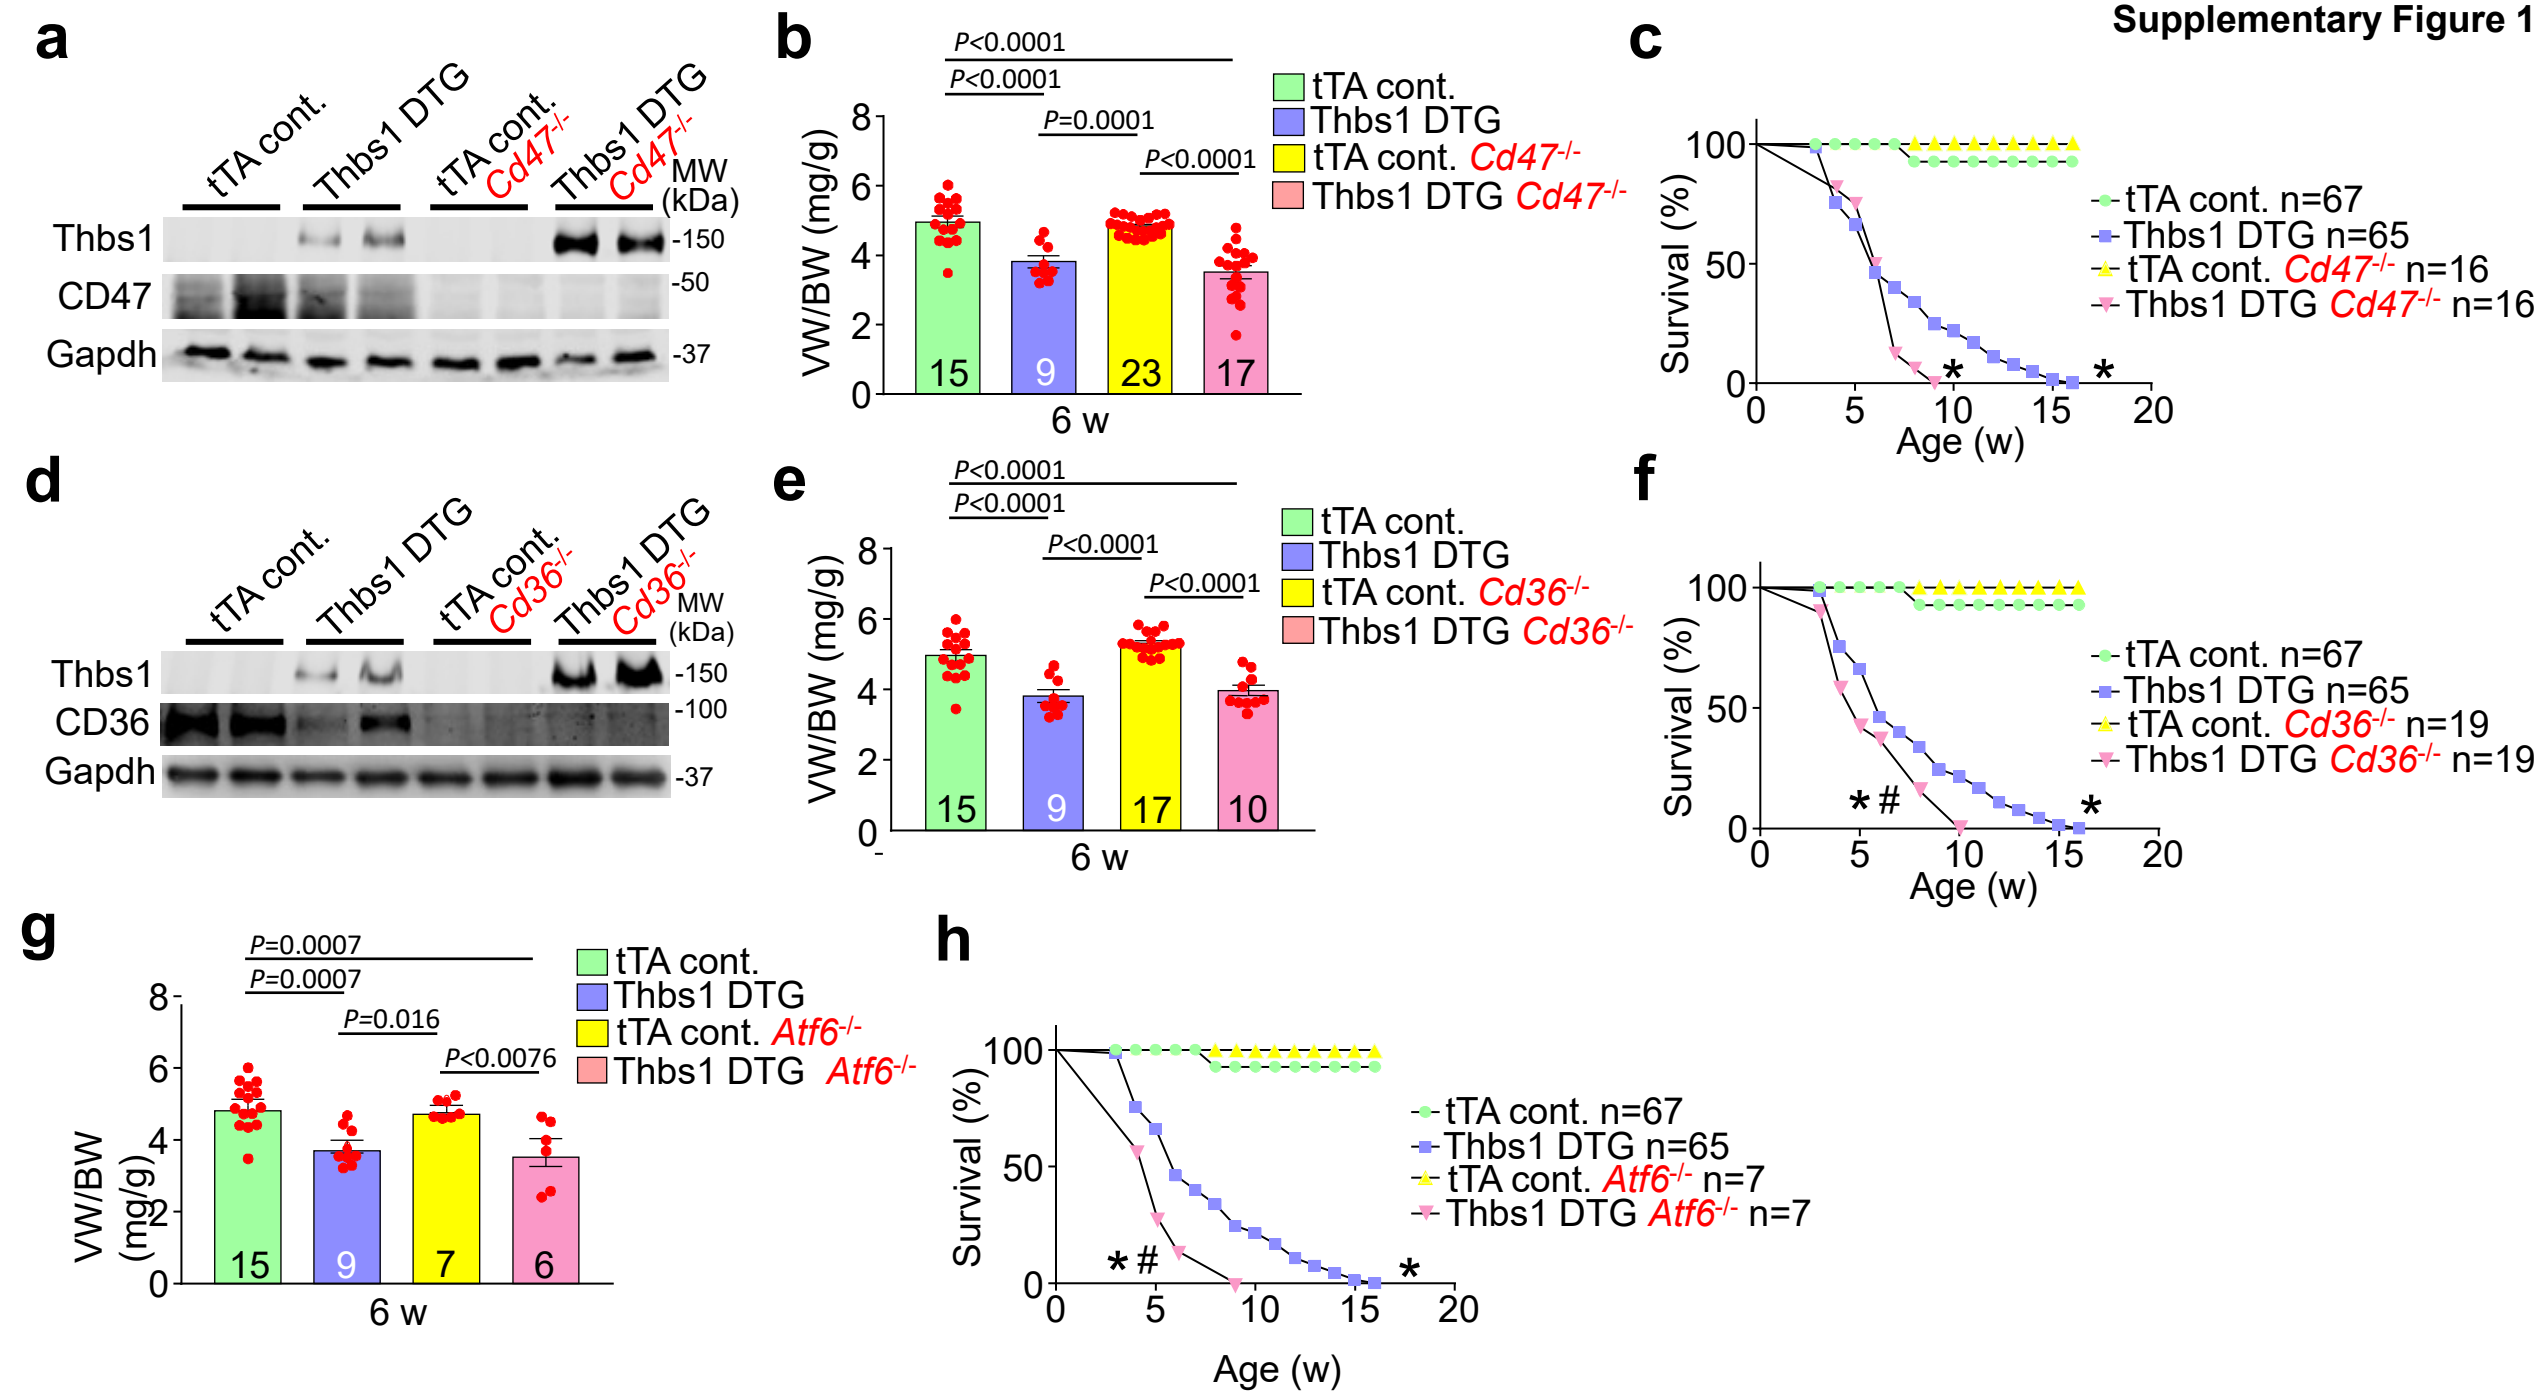 Supplementary Figure 1
a
tTA cont.
Thbs1 DTG
tTA cont.
Cd47-/-
Thbs1 DTG
Cd47-/-
MW
(kDa)
Thbs1
-150
CD47
-50
Gapdh
-37
b
P<0.0001
P<0.0001
P=0.0001
P<0.0001
VW/BW (mg/g)
8
6
4
2
0
15
9
23
17
6 w
tTA cont.
Thbs1 DTG
tTA cont. Cd47-/-
Thbs1 DTG Cd47-/-
c
Survival (%)
100
50
0
0 5 10 15 20
* *
Age (w)
tTA cont. n=67
Thbs1 DTG n=65
tTA cont. Cd47-/- n=16
Thbs1 DTG Cd47-/- n=16
d
tTA cont.
Thbs1 DTG
tTA cont.
Cd36-/-
Thbs1 DTG
Cd36-/-
MW
(kDa)
Thbs1
-150
CD36
-100
Gapdh
-37
e
P<0.0001
P<0.0001
P<0.0001
P<0.0001
VW/BW (mg/g)
8
6
4
2
0
-
15
9
17
10
6 w
tTA cont.
Thbs1 DTG
tTA cont. Cd36-/-
Thbs1 DTG Cd36-/-
f
Survival (%)
100
50
0
0 5 10 15 20
* # *
Age (w)
tTA cont. n=67
Thbs1 DTG n=65
tTA cont. Cd36-/- n=19
Thbs1 DTG Cd36-/- n=19
g
P=0.0007
P=0.0007
P=0.016
P<0.0076
VW/BW
(mg/g)
8
6
4
2
0
15
9
7
6
6 w
tTA cont.
Thbs1 DTG
tTA cont. Atf6-/-
Thbs1 DTG Atf6-/-
h
Survival (%)
100
50
0
0 5 10 15 20
* # *
Age (w)
tTA cont. n=67
Thbs1 DTG n=65
tTA cont. Atf6-/- n=7
Thbs1 DTG Atf6-/- n=7